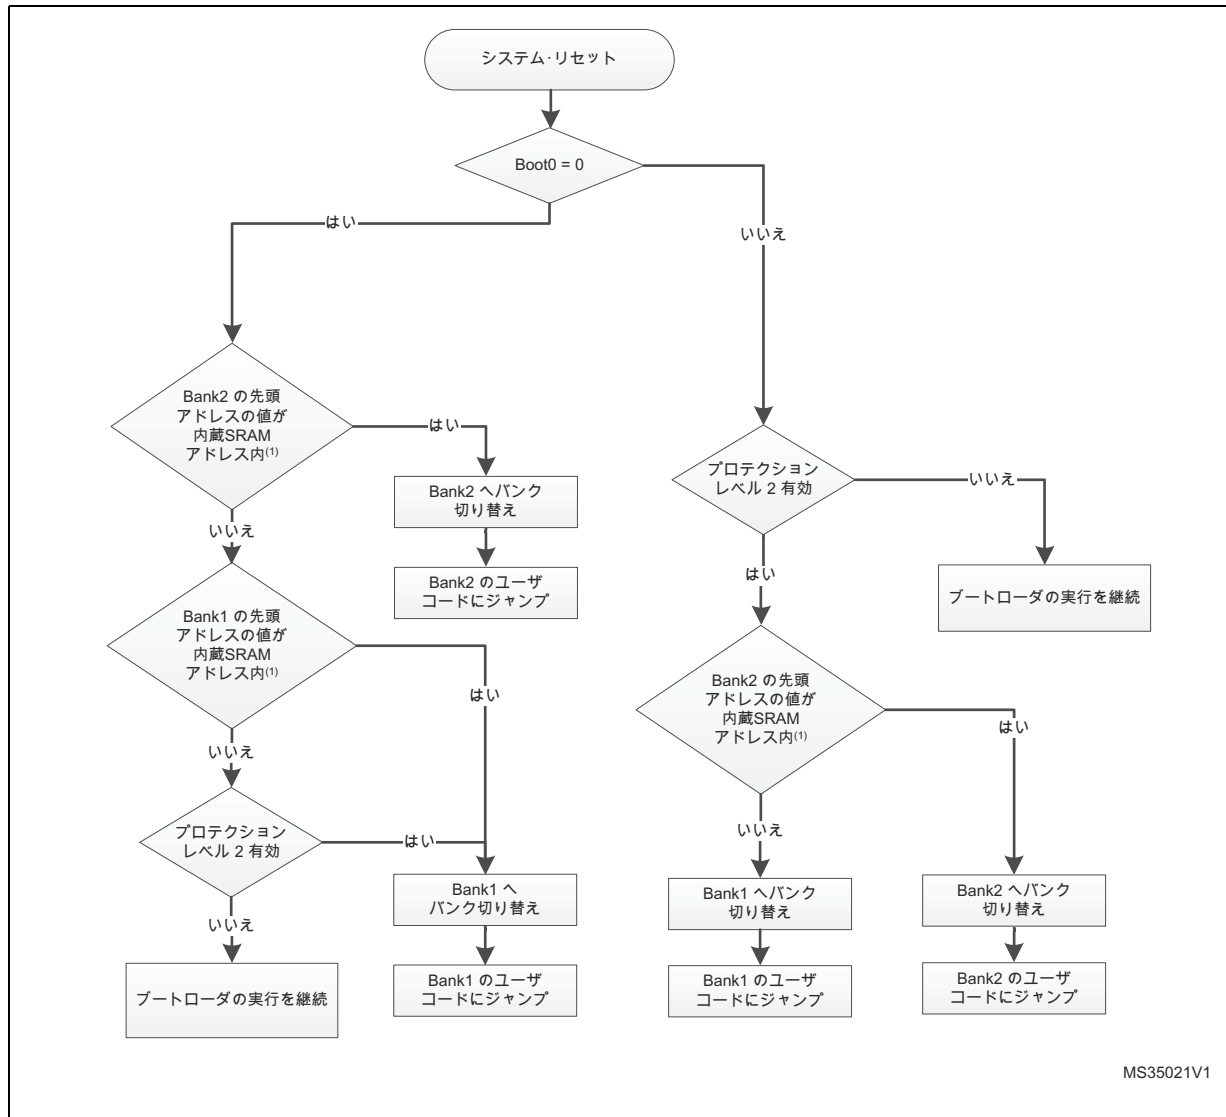 システム・リセット
Boot0 = 0
はい
いいえ
Bank2 の先頭
アドレスの値が
内蔵SRAM
アドレス内(1)
はい
Bank2 へバンク
切り替え
Bank2 のユーザ
コードにジャンプ
いいえ
Bank1 の先頭
アドレスの値が
内蔵SRAM
アドレス内(1)
はい
いいえ
プロテクション
レベル 2 有効
はい
Bank1 へ
バンク切り替え
Bank1 のユーザ
コードにジャンプ
いいえ
ブートローダの実行を継続
プロテクション
レベル 2 有効
いいえ
ブートローダの実行を継続
はい
Bank2 の先頭
アドレスの値が
内蔵SRAM
アドレス内(1)
はい
いいえ
Bank1 へバンク
切り替え
Bank1 のユーザ
コードにジャンプ
Bank2 へバンク
切り替え
Bank2 のユーザ
コードにジャンプ
MS35021V1